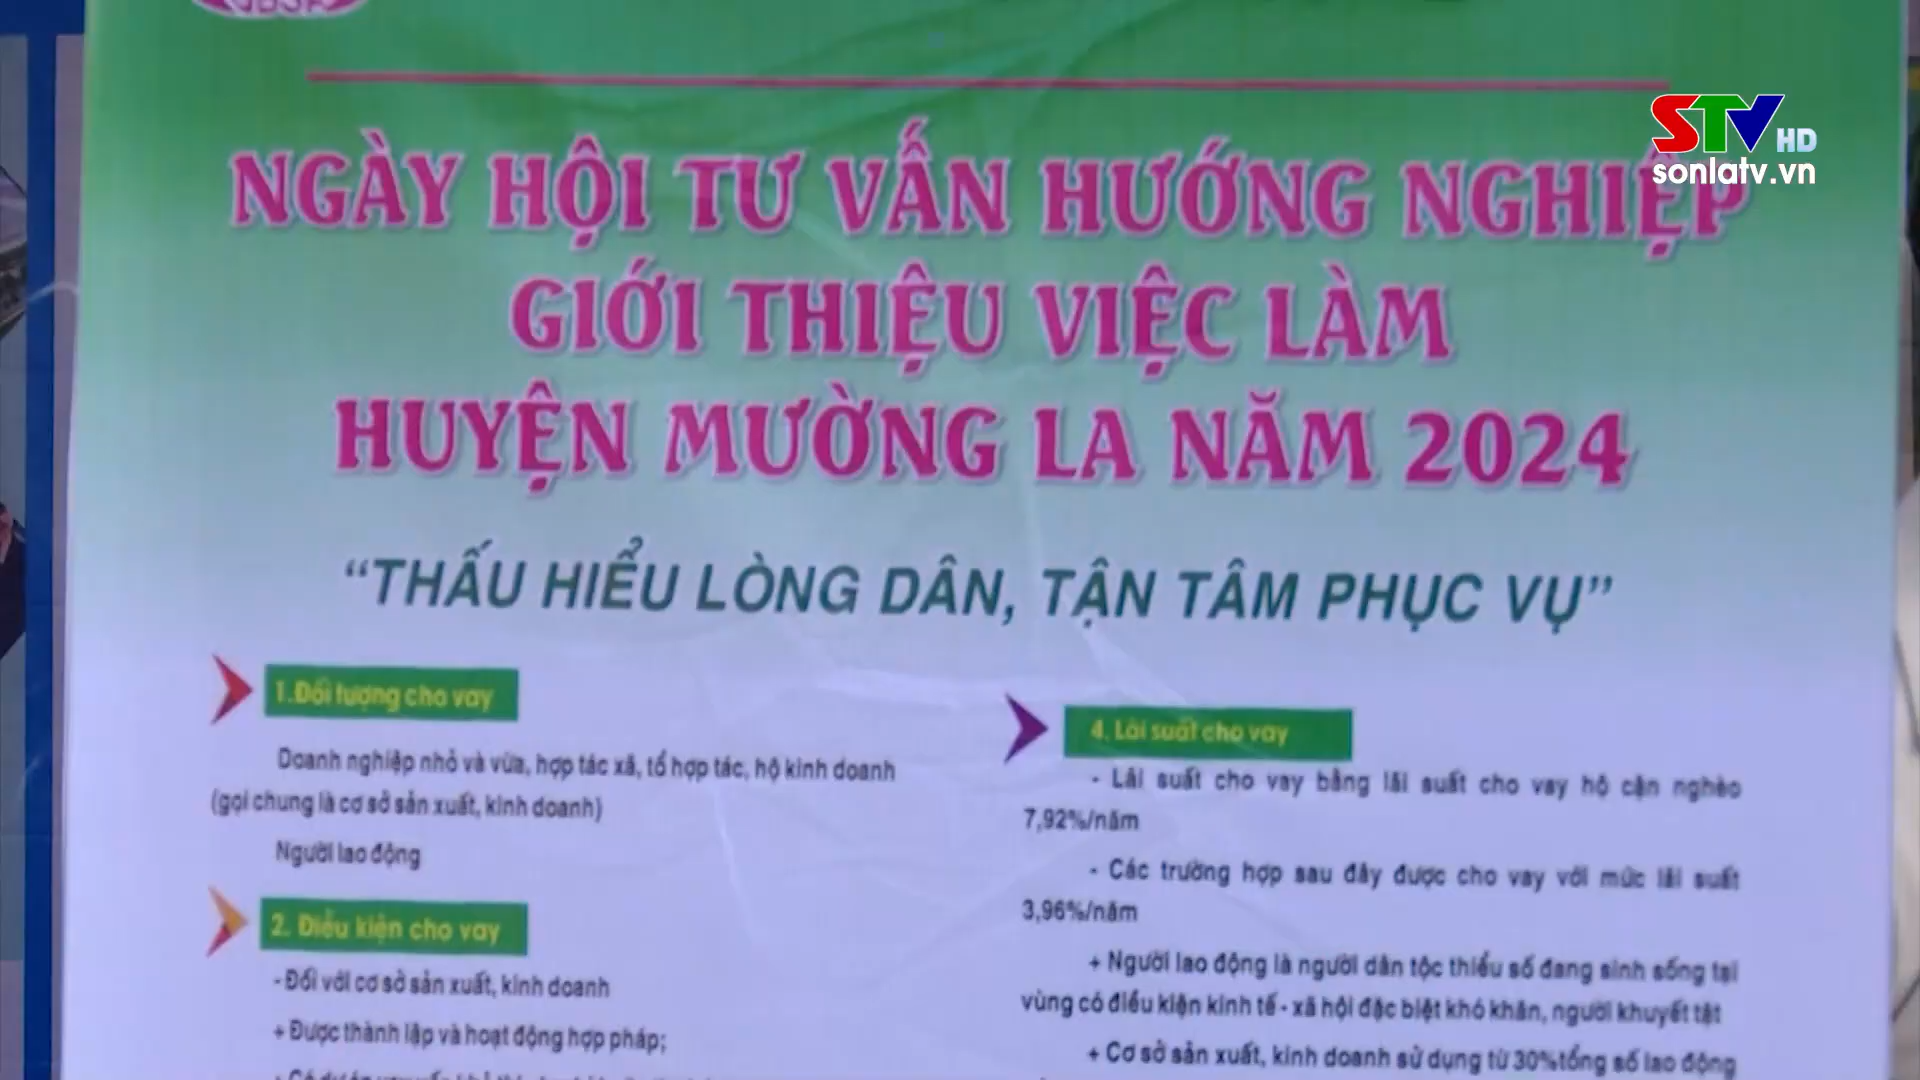 STV HD
sonlatv.vn
NGÀY HỘI TƯ VẤN HƯỚNG NGHIỆP
GIỚI THIỆU VIỆC LÀM
HUYỆN MƯỜNG LA NĂM 2024
“THẤU HIỂU LÒNG DÂN, TẬN TÂM PHỤC VỤ”
1.Đối tượng cho vay
Doanh nghiệp nhỏ và vừa, hợp tác xã, tổ hợp tác, hộ kinh doanh
(gọi chung là cơ sở sản xuất, kinh doanh)
Người lao động
2. Điều kiện cho vay
- Đối với cơ sở sản xuất, kinh doanh
+ Được thành lập và hoạt động hợp pháp;
4. Lãi suất cho vay
- Lãi suất cho vay bằng lãi suất cho vay hộ cận nghèo
7,92%/năm
- Các trường hợp sau đây được cho vay với mức lãi suất
3,96%/năm
+ Người lao động là người dân tộc thiểu số đang sinh sống tại
vùng có điều kiện kinh tế - xã hội đặc biệt khó khăn, người khuyết tật
+ Cơ sở sản xuất, kinh doanh sử dụng từ 30% tổng số lao động